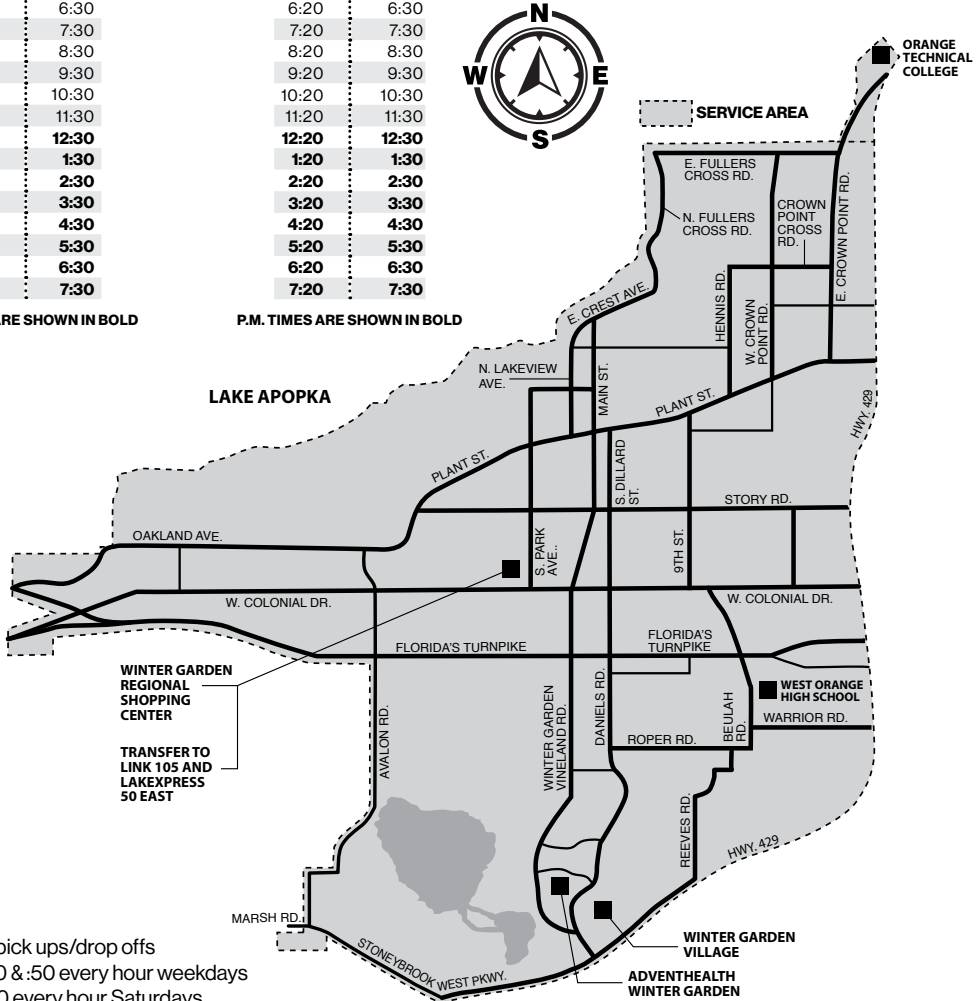 6:30
7:30
8:30
9:30
10:30
11:30
12:30
1:30
2:30
3:30
4:30
5:30
6:30
7:30
ARE SHOWN IN BOLD
6:20 6:30
7:20 7:30
8:20 8:30
9:20 9:30
10:20 10:30
11:20 11:30
12:20 12:30
1:20 1:30
2:20 2:30
3:20 3:30
4:20 4:30
5:20 5:30
6:20 6:30
7:20 7:30
P.M. TIMES ARE SHOWN IN BOLD
N
W E
S
ORANGE
TECHNICAL
COLLEGE
SERVICE AREA
E. FULLERS
CROSS RD.
N. FULLERS
CROSS RD.
CROWN
POINT
CROSS
RD.
E. CROWN POINT RD.
HENNIS RD.
W. CROWN
POINT RD.
E. CREST AVE.
N. LAKEVIEW
AVE.
MAIN ST.
LAKE APOPKA
PLANT ST.
HWY. 429
PLANT ST.
S. DILLARD
ST.
STORY RD.
OAKLAND AVE.
S. PARK
AVE..
9TH ST.
W. COLONIAL DR.
W. COLONIAL DR.
FLORIDA'S TURNPIKE
FLORIDA'S
TURNPIKE
WINTER GARDEN
REGIONAL
SHOPPING
CENTER
TRANSFER TO
LINK 105 AND
LAKEXPRESS
50 EAST
AVALON RD.
WINTER GARDEN
VINELAND RD.
DANIELS RD.
ROPER RD.
BEULAH
RD.
WEST ORANGE
HIGH SCHOOL
WARRIOR RD.
REEVES RD.
HWY. 429
MARSH RD.
STONEYBROOK WEST PKWY.
WINTER GARDEN
VILLAGE
ADVENTHEALTH
WINTER GARDEN
pick ups/drop offs
0 & :50 every hour weekdays
0 every hour Saturdays